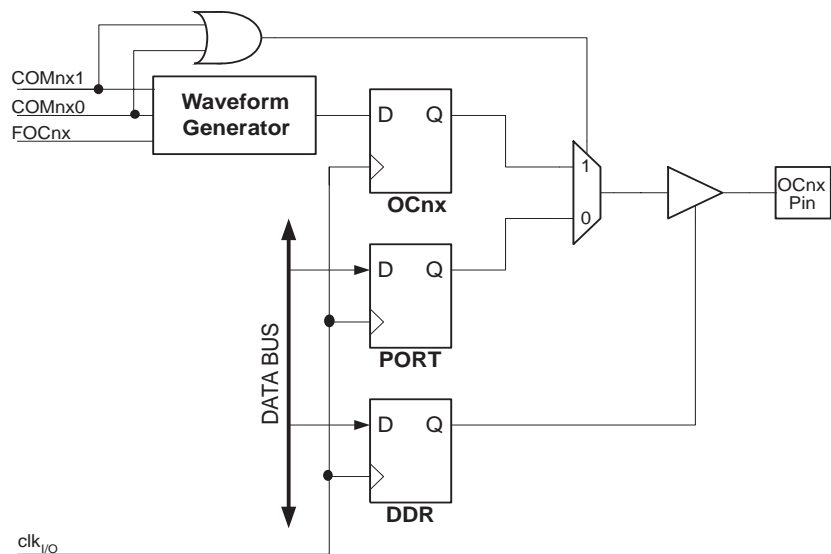 COMnx1
COMnx0
FOCnx
Waveform
Generator
D Q
OCnx
1
0
OCnx
Pin
D Q
PORT
DATA BUS
D Q
DDR
clkI/O